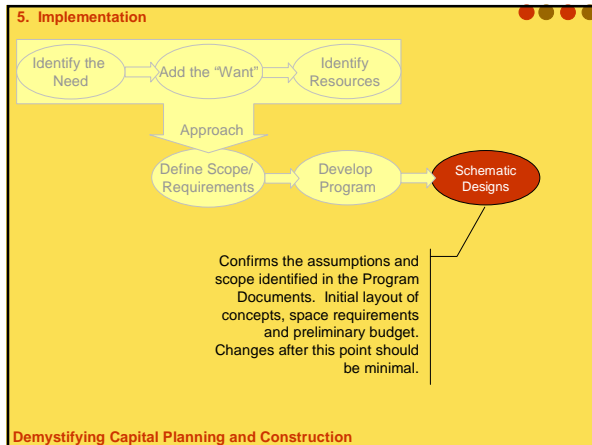 5. Implementation
Identify the
Need
Add the “Want”
Identify
Resources
Approach
Define Scope/
Requirements
Develop
Program
Schematic
Designs
Confirms the assumptions and
scope identified in the Program
Documents. Initial layout of
concepts, space requirements
and preliminary budget.
Changes after this point should
be minimal.
Demystifying Capital Planning and Construction